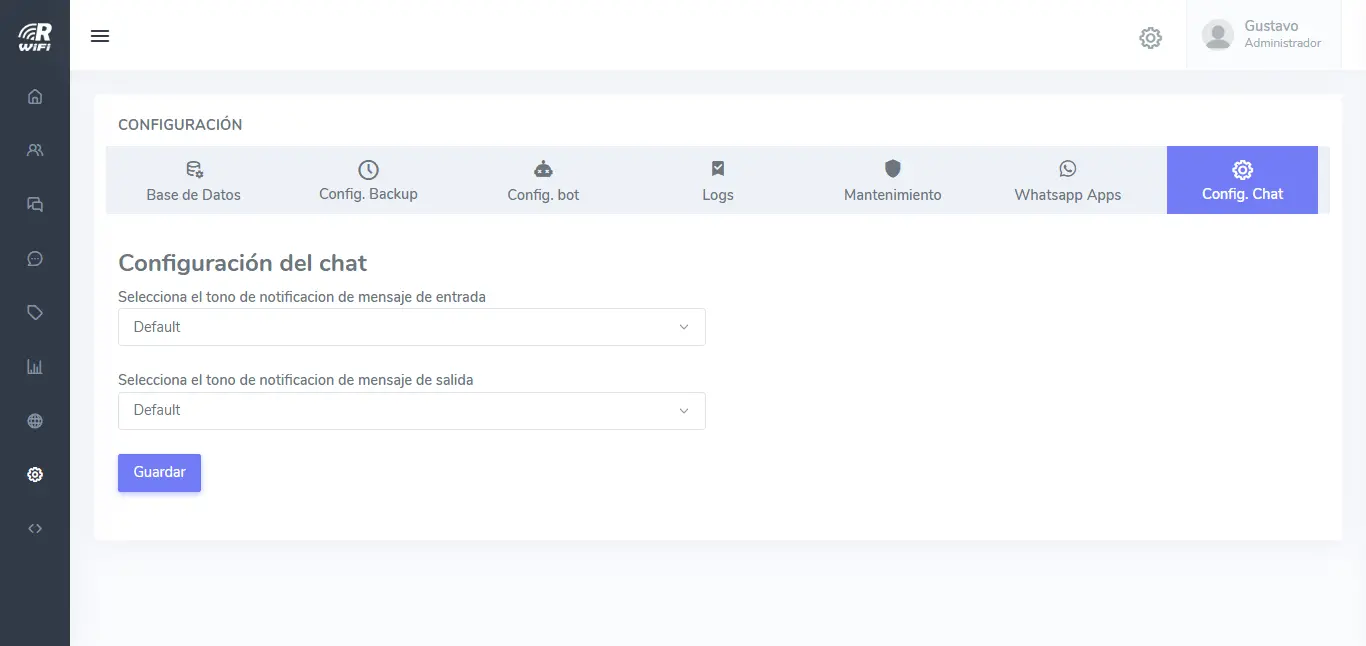 R
WiFi
Gustavo
Administrador
CONFIGURACIÓN
Base de Datos
Config. Backup
Config. bot
Logs
Mantenimiento
Whatsapp Apps
Config. Chat
Configuración del chat
Selecciona el tono de notificacion de mensaje de entrada
Default
Selecciona el tono de notificacion de mensaje de salida
Default
Guardar